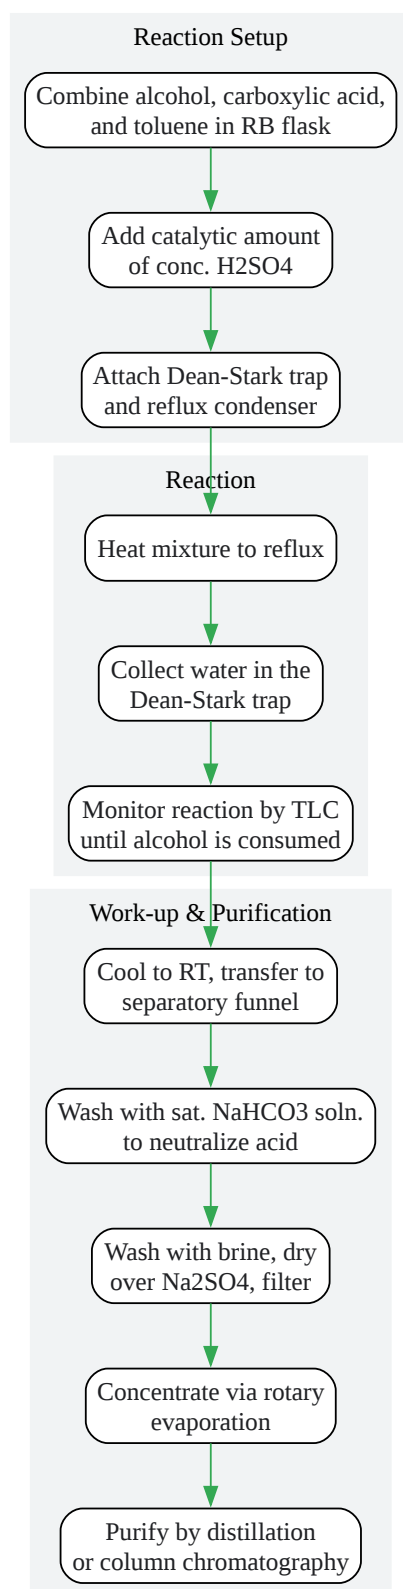 Reaction Setup
Combine alcohol, carboxylic acid,
and toluene in RB flask
Add catalytic amount
of conc. H2SO4
Attach Dean-Stark trap
and reflux condenser
Reaction
Heat mixture to reflux
Collect water in the
Dean-Stark trap
Monitor reaction by TLC
until alcohol is consumed
Work-up & Purification
Cool to RT, transfer to
separatory funnel
Wash with sat. NaHCO3 soln.
to neutralize acid
Wash with brine, dry
over Na2SO4, filter
Concentrate via rotary
evaporation
Purify by distillation
or column chromatography